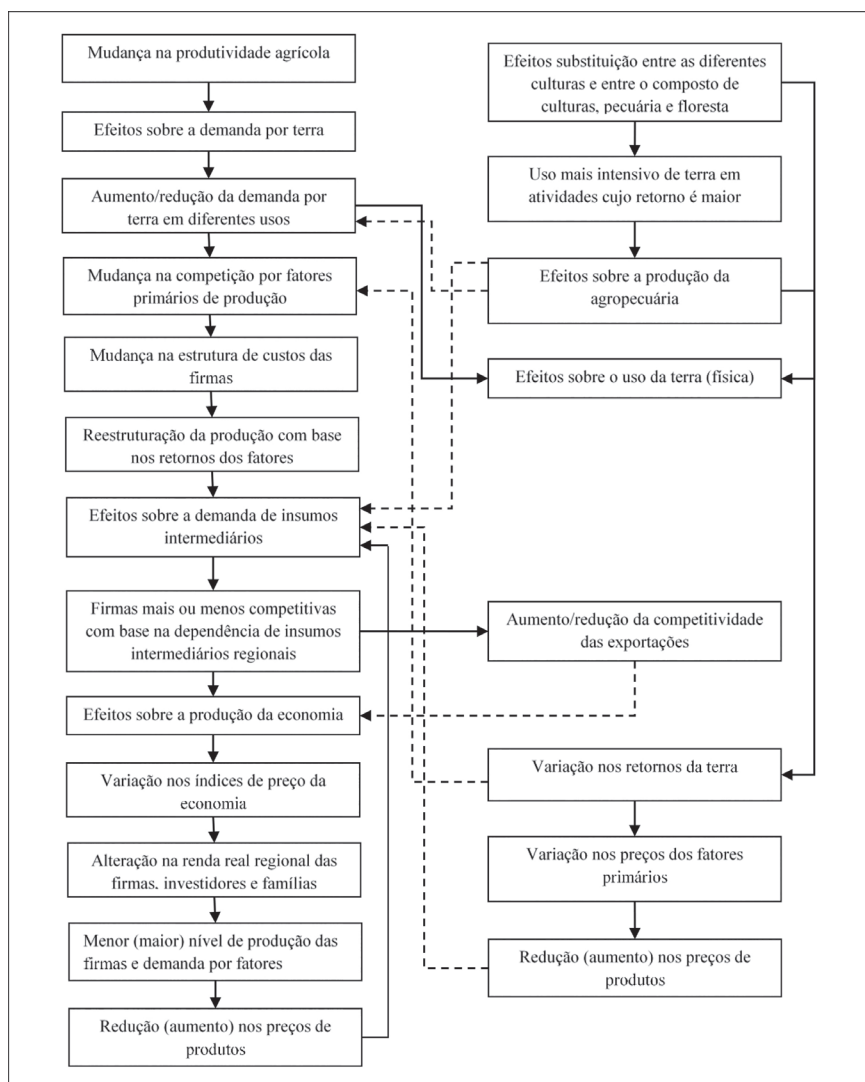 Mudança na produtividade agrícola
Efeitos sobre a demanda por terra
Aumento/redução da demanda por
terra em diferentes usos
Mudança na competição por fatores
primários de produção
Mudança na estrutura de custos das
firmas
Reestruturação da produção com base
nos retornos dos fatores
Efeitos sobre a demanda de insumos
intermediários
Firmas mais ou menos competitivas
com base na dependência de insumos
intermediários regionais
Efeitos sobre a produção da economia
Variação nos índices de preço da
economia
Alteração na renda real regional das
firmas, investidores e famílias
Menor (maior) nível de produção das
firmas e demanda por fatores
Redução (aumento) nos preços de
produtos
Efeitos substituição entre as diferentes
culturas e entre o composto de
culturas, pecuária e floresta
Uso mais intensivo de terra em
atividades cujo retorno é maior
Efeitos sobre a produção da
agropecuária
Efeitos sobre o uso da terra (física)
Aumento/redução da competitividade
das exportações
Variação nos retornos da terra
Variação nos preços dos fatores
primários
Redução (aumento) nos preços de
produtos